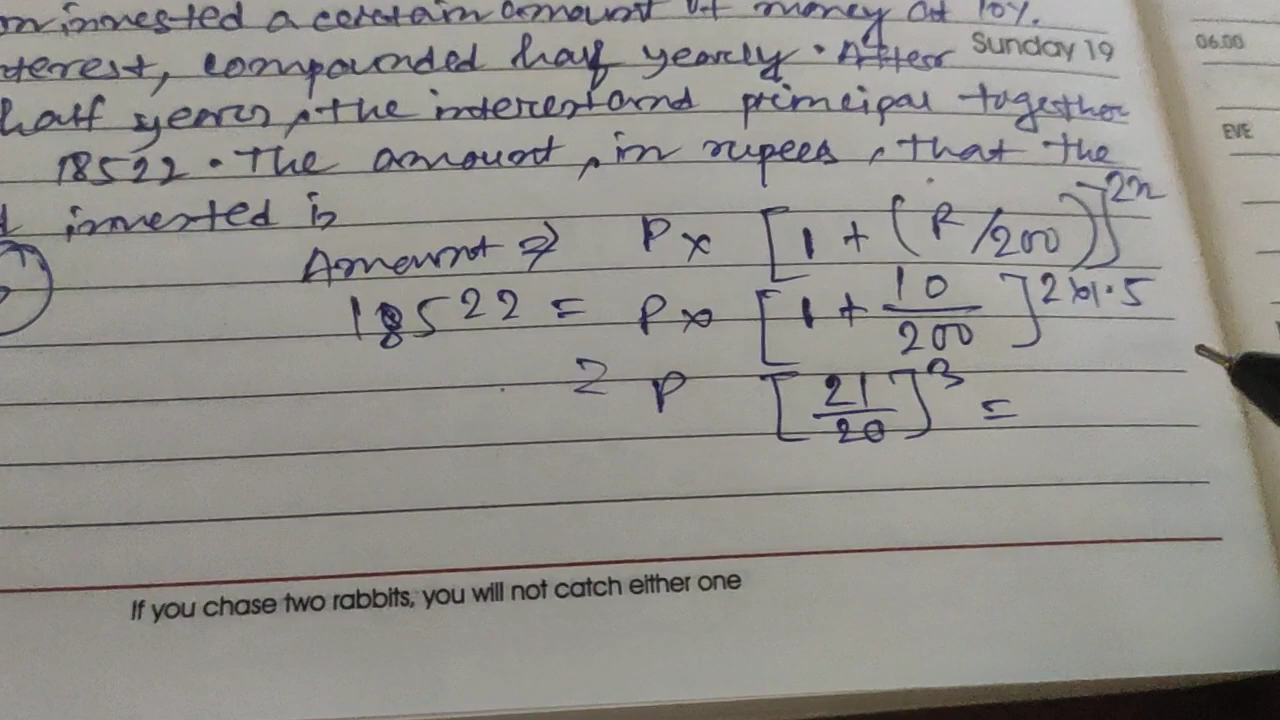 invested a certain amount of money at 10%.
terest, compounded half yearly. After
Sunday 19
06.00
half years, the interest and principal together
EVE
18522. The amount, in rupees, that the
invested is
Amount ⇒ P× [1 + (R/200)]^2n
18522 = P× [1 + 10/200]^2×1.5
= P [21/20]^3 =
If you chase two rabbits, you will not catch either one